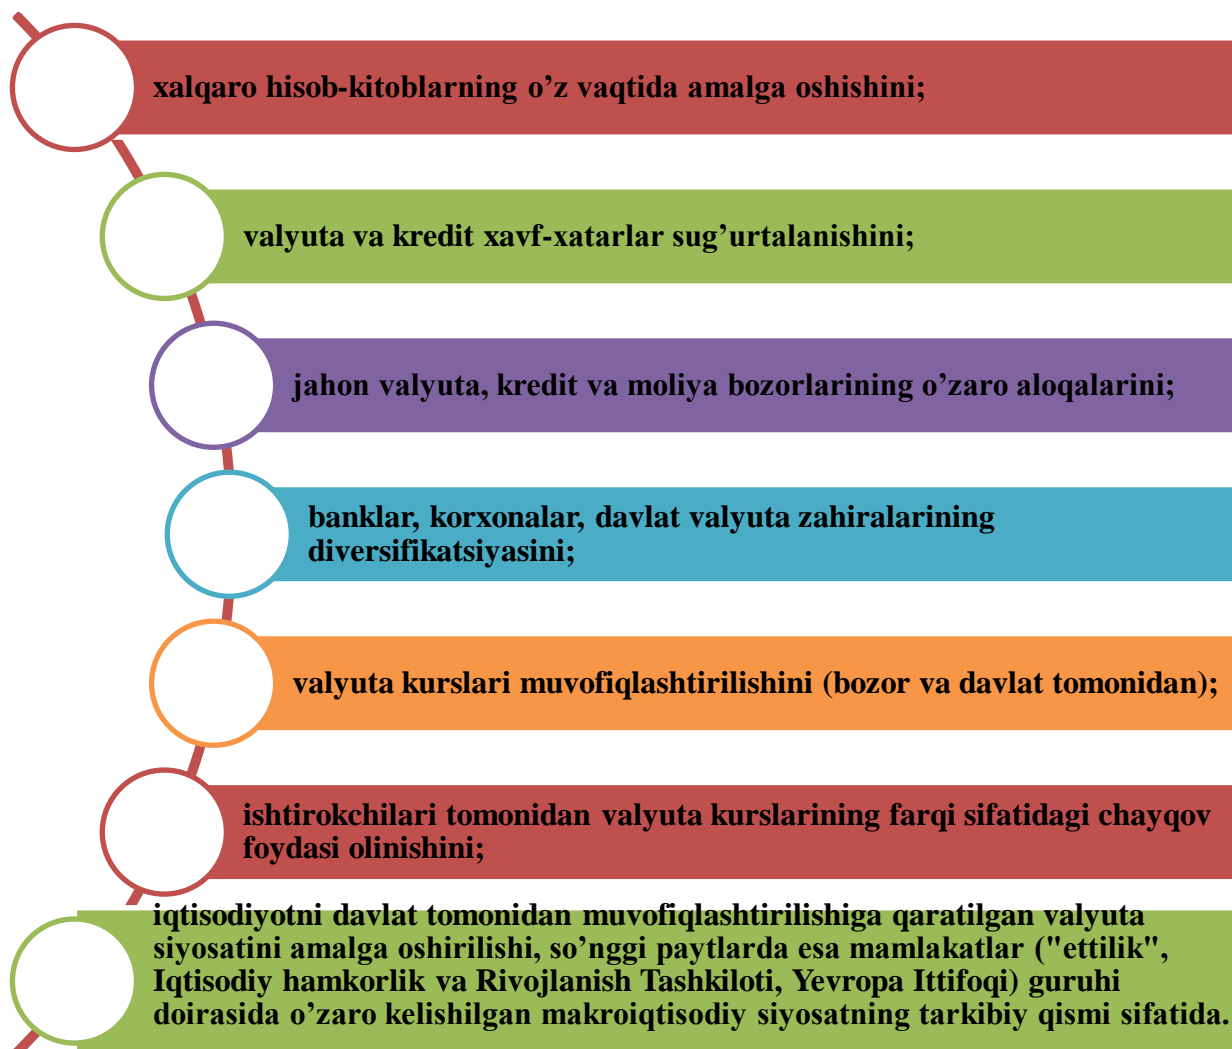 xalqaro hisob-kitoblarning o’z vaqtida amalga oshishini;
valyuta va kredit xavf-xatarlar sug’urtalanishini;
jahon valyuta, kredit va moliya bozorlarining o’zaro aloqalarini;
banklar, korxonalar, davlat valyuta zahiralarining
diversifikatsiyasini;
valyuta kurslari muvofiqlashtirilishini (bozor va davlat tomonidan);
ishtirokchilari tomonidan valyuta kurslarining farqi sifatidagi chayqov
foydasi olinishini;
iqtisodiyotni davlat tomonidan muvofiqlashtirilishiga qaratilgan valyuta
siyosatini amalga oshirilishi, so’nggi paytlarda esa mamlakatlar ("ettilik",
Iqtisodiy hamkorlik va Rivojlanish Tashkiloti, Yevropa Ittifoqi) guruhi
doirasida o’zaro kelishilgan makroiqtisodiy siyosatning tarkibiy qismi sifatida.